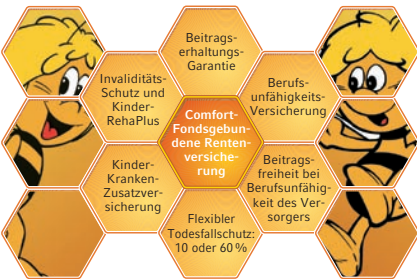 Beitrags-
erhaltungs-
Garantie
Invaliditäts-
Schutz und
Kinder-
RehaPlus
Berufs-
unfähigkeits-
Versicherung
Comfort-
Fondsgebun-
dene Renten-
versiche-
rung
Kinder-
Kranken-
Zusatzver-
sicherung
Beitrags-
freiheit bei
Berufsunfähig-
keit des Ver-
sorgers
Flexibler
Todesfallschutz:
10 oder 60 %